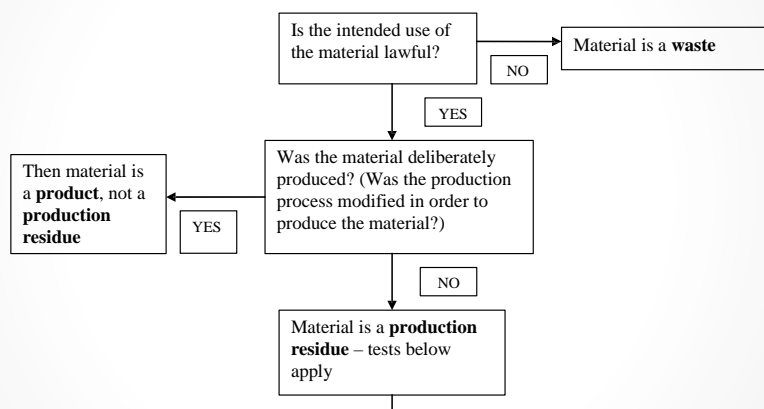 Is the intended use of
the material lawful?
Material is a waste
NO
YES
Was the material deliberately
produced? (Was the production
process modified in order to
produce the material?)
Then material is
a product, not a
production
residue
YES
NO
Material is a production
residue – tests below
apply